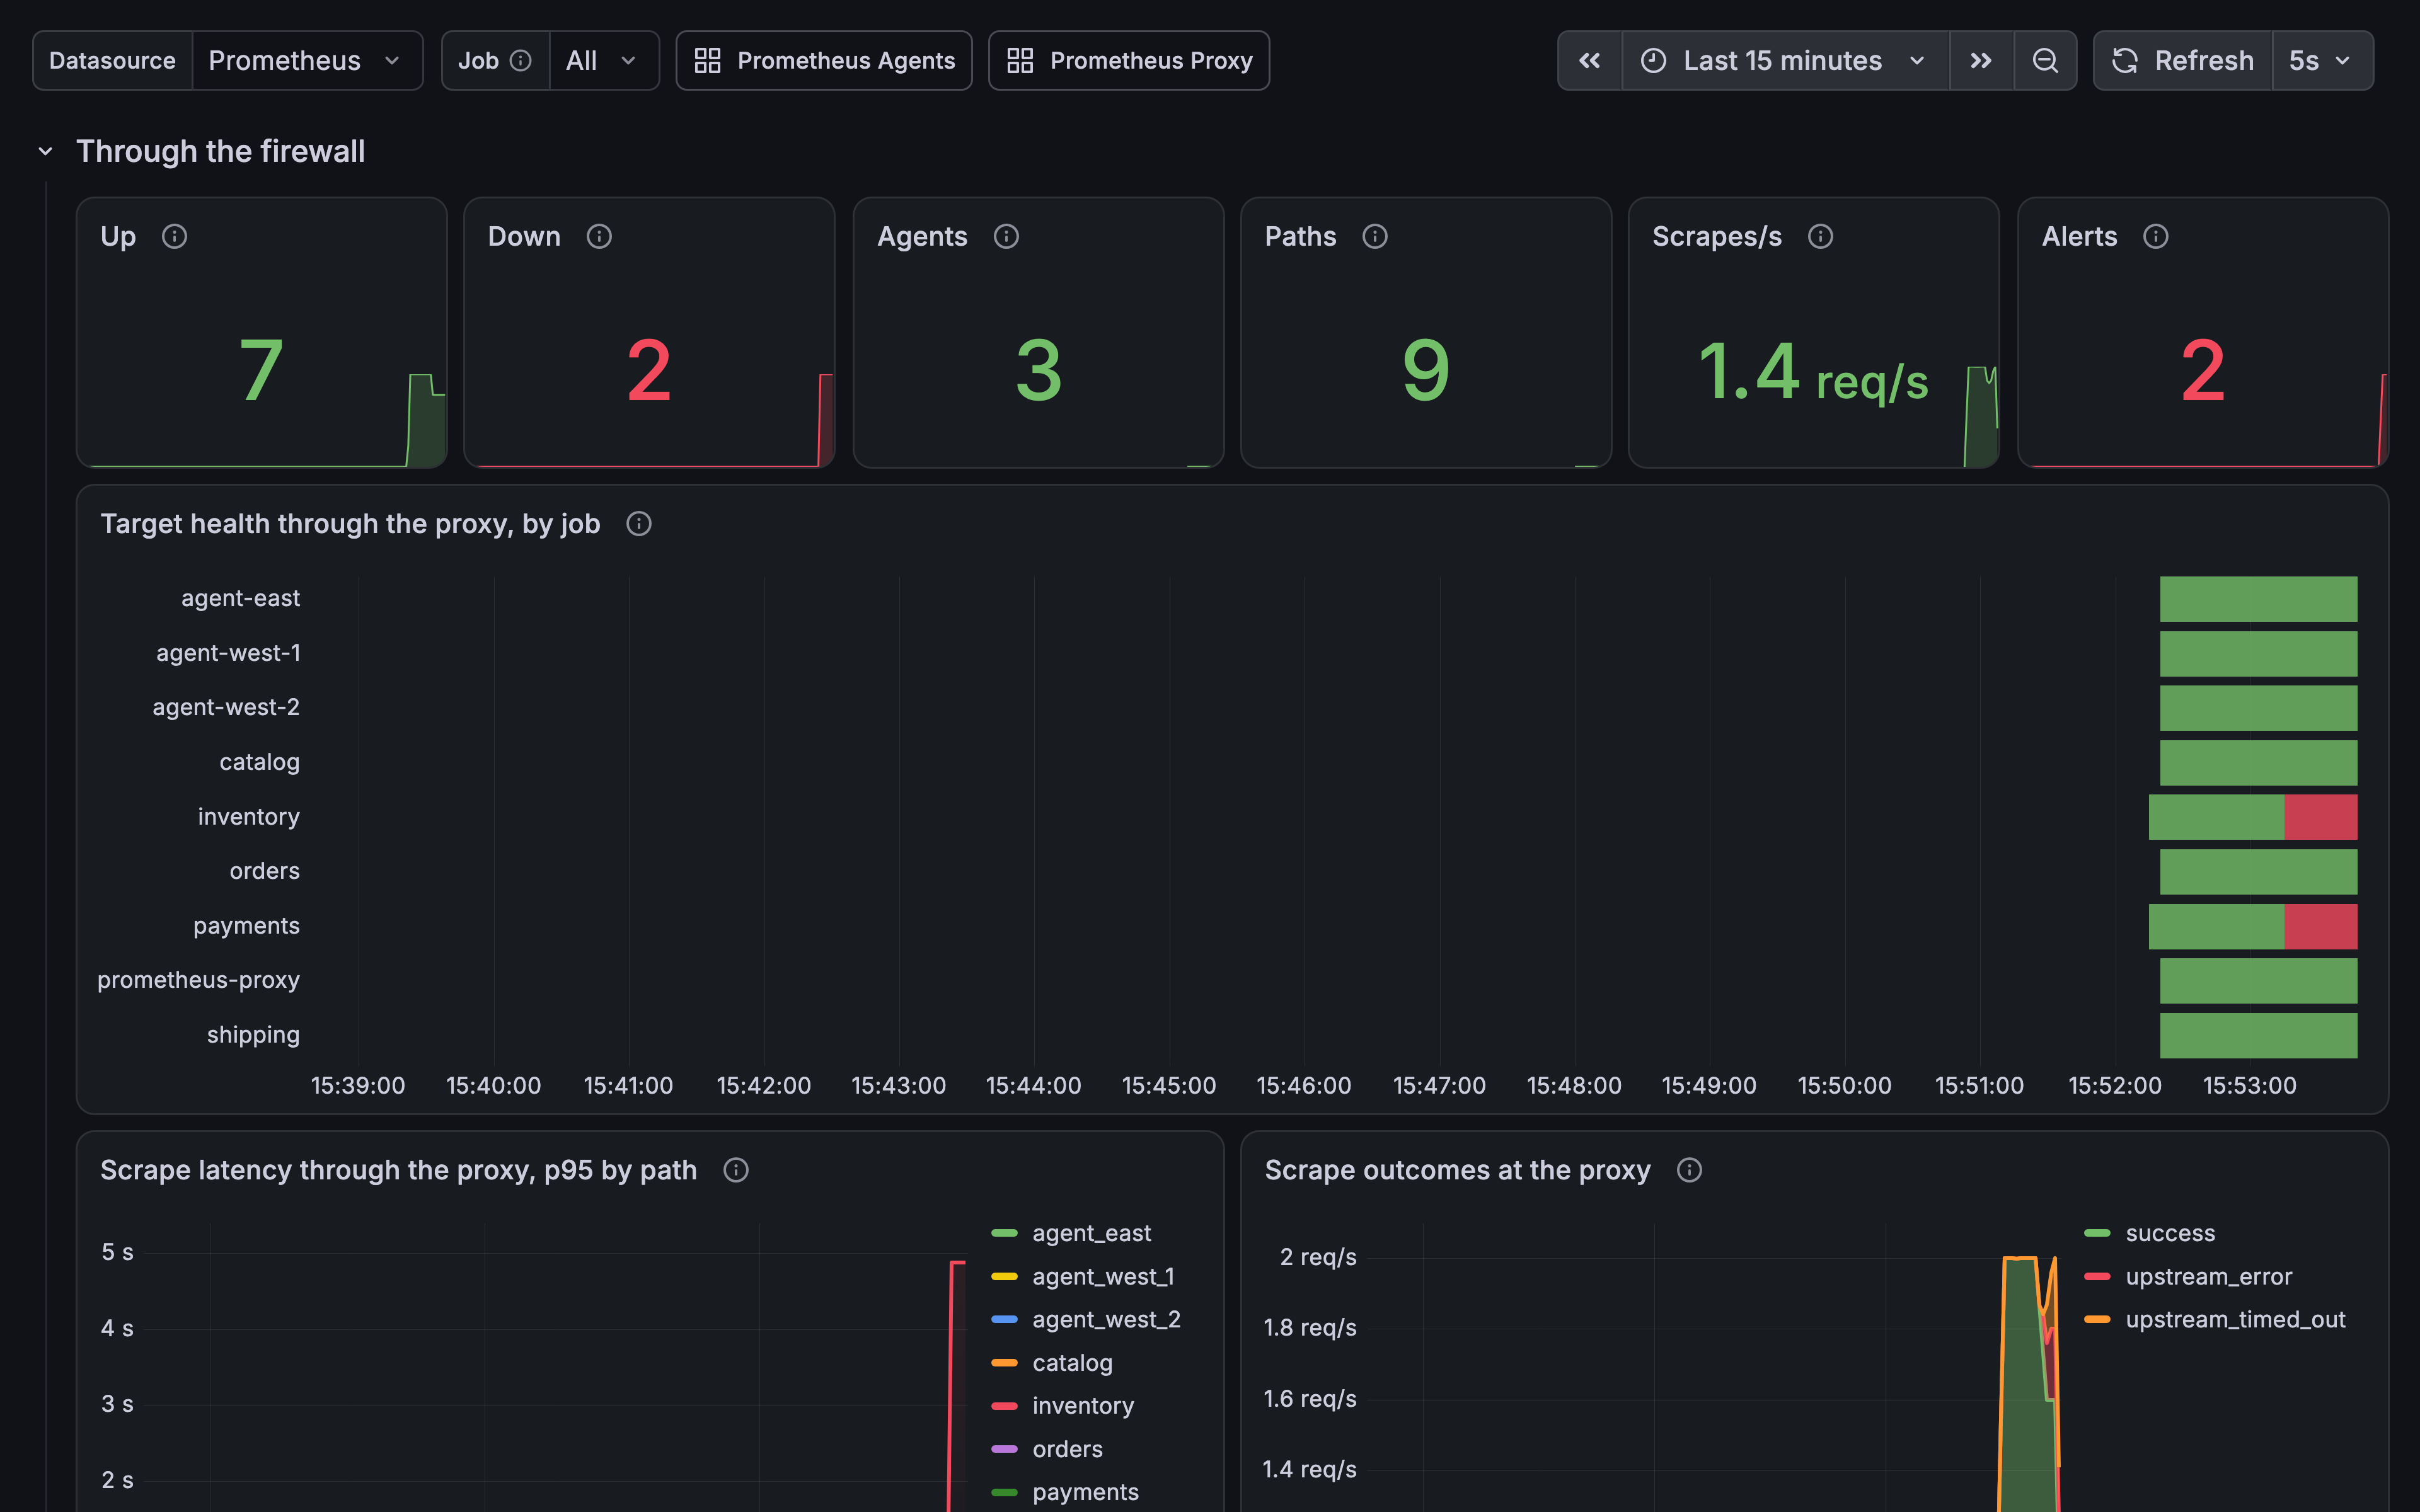 Datasource Prometheus Job All Prometheus Agents Prometheus Proxy Last 15 minutes Refresh 5s
Through the firewall
Up Down Agents Paths Scrapes/s Alerts
7 2 3 9 1.4 req/s 2
Target health through the proxy, by job
agent-east
agent-west-1
agent-west-2
catalog
inventory
orders
payments
prometheus-proxy
shipping
15:39:00 15:40:00 15:41:00 15:42:00 15:43:00 15:44:00 15:45:00 15:46:00 15:47:00 15:48:00 15:49:00 15:50:00 15:51:00 15:52:00 15:53:00
Scrape latency through the proxy, p95 by path
5 s
4 s
3 s
2 s
agent_east
agent_west_1
agent_west_2
catalog
inventory
orders
payments
Scrape outcomes at the proxy
2 req/s
1.8 req/s
1.6 req/s
1.4 req/s
success
upstream_error
upstream_timed_out